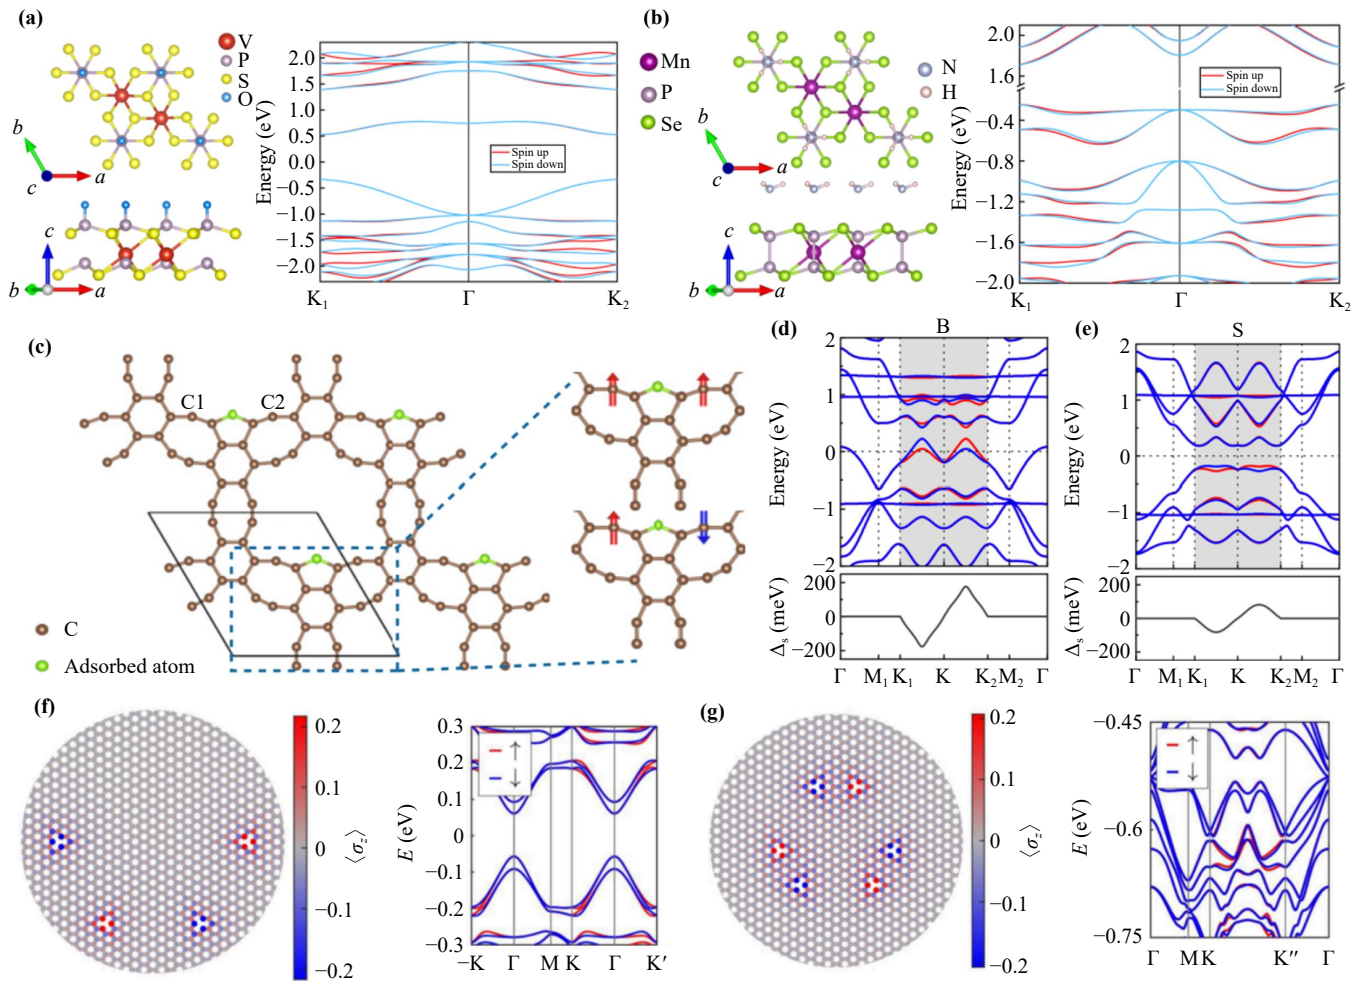 (a)
V
P
S
O
b
c
a
c
b
a
Energy (eV)
2.0
1.5
1.0
0.5
0.0
−0.5
−1.0
−1.5
−2.0
Spin up
Spin down
K1
Γ
K2
(b)
Mn
P
Se
N
H
b
c
a
c
b
a
Energy (eV)
2.0
1.6
−0.4
−0.8
−1.2
−1.6
−2.0
Spin up
Spin down
K1
Γ
K2
(c)
C1
C2
C
Adsorbed atom
(d)
B
Energy (eV)
2
1
0
−1
−2
Δs (meV)
200
0
−200
Γ M1 K1 K K2 M2 Γ
(e)
S
Energy (eV)
2
1
0
−1
−2
Δs (meV)
200
0
−200
Γ M1 K1 K K2 M2 Γ
(f)
0.2
0.1
0
−0.1
−0.2
⟨σz⟩
E (eV)
0.3
0.2
0.1
0
−0.1
−0.2
−0.3
↑
↓
−K Γ M K Γ K′
(g)
0.2
0.1
0
−0.1
−0.2
⟨σz⟩
E (eV)
−0.45
−0.6
−0.75
↑
↓
Γ M K K″ Γ